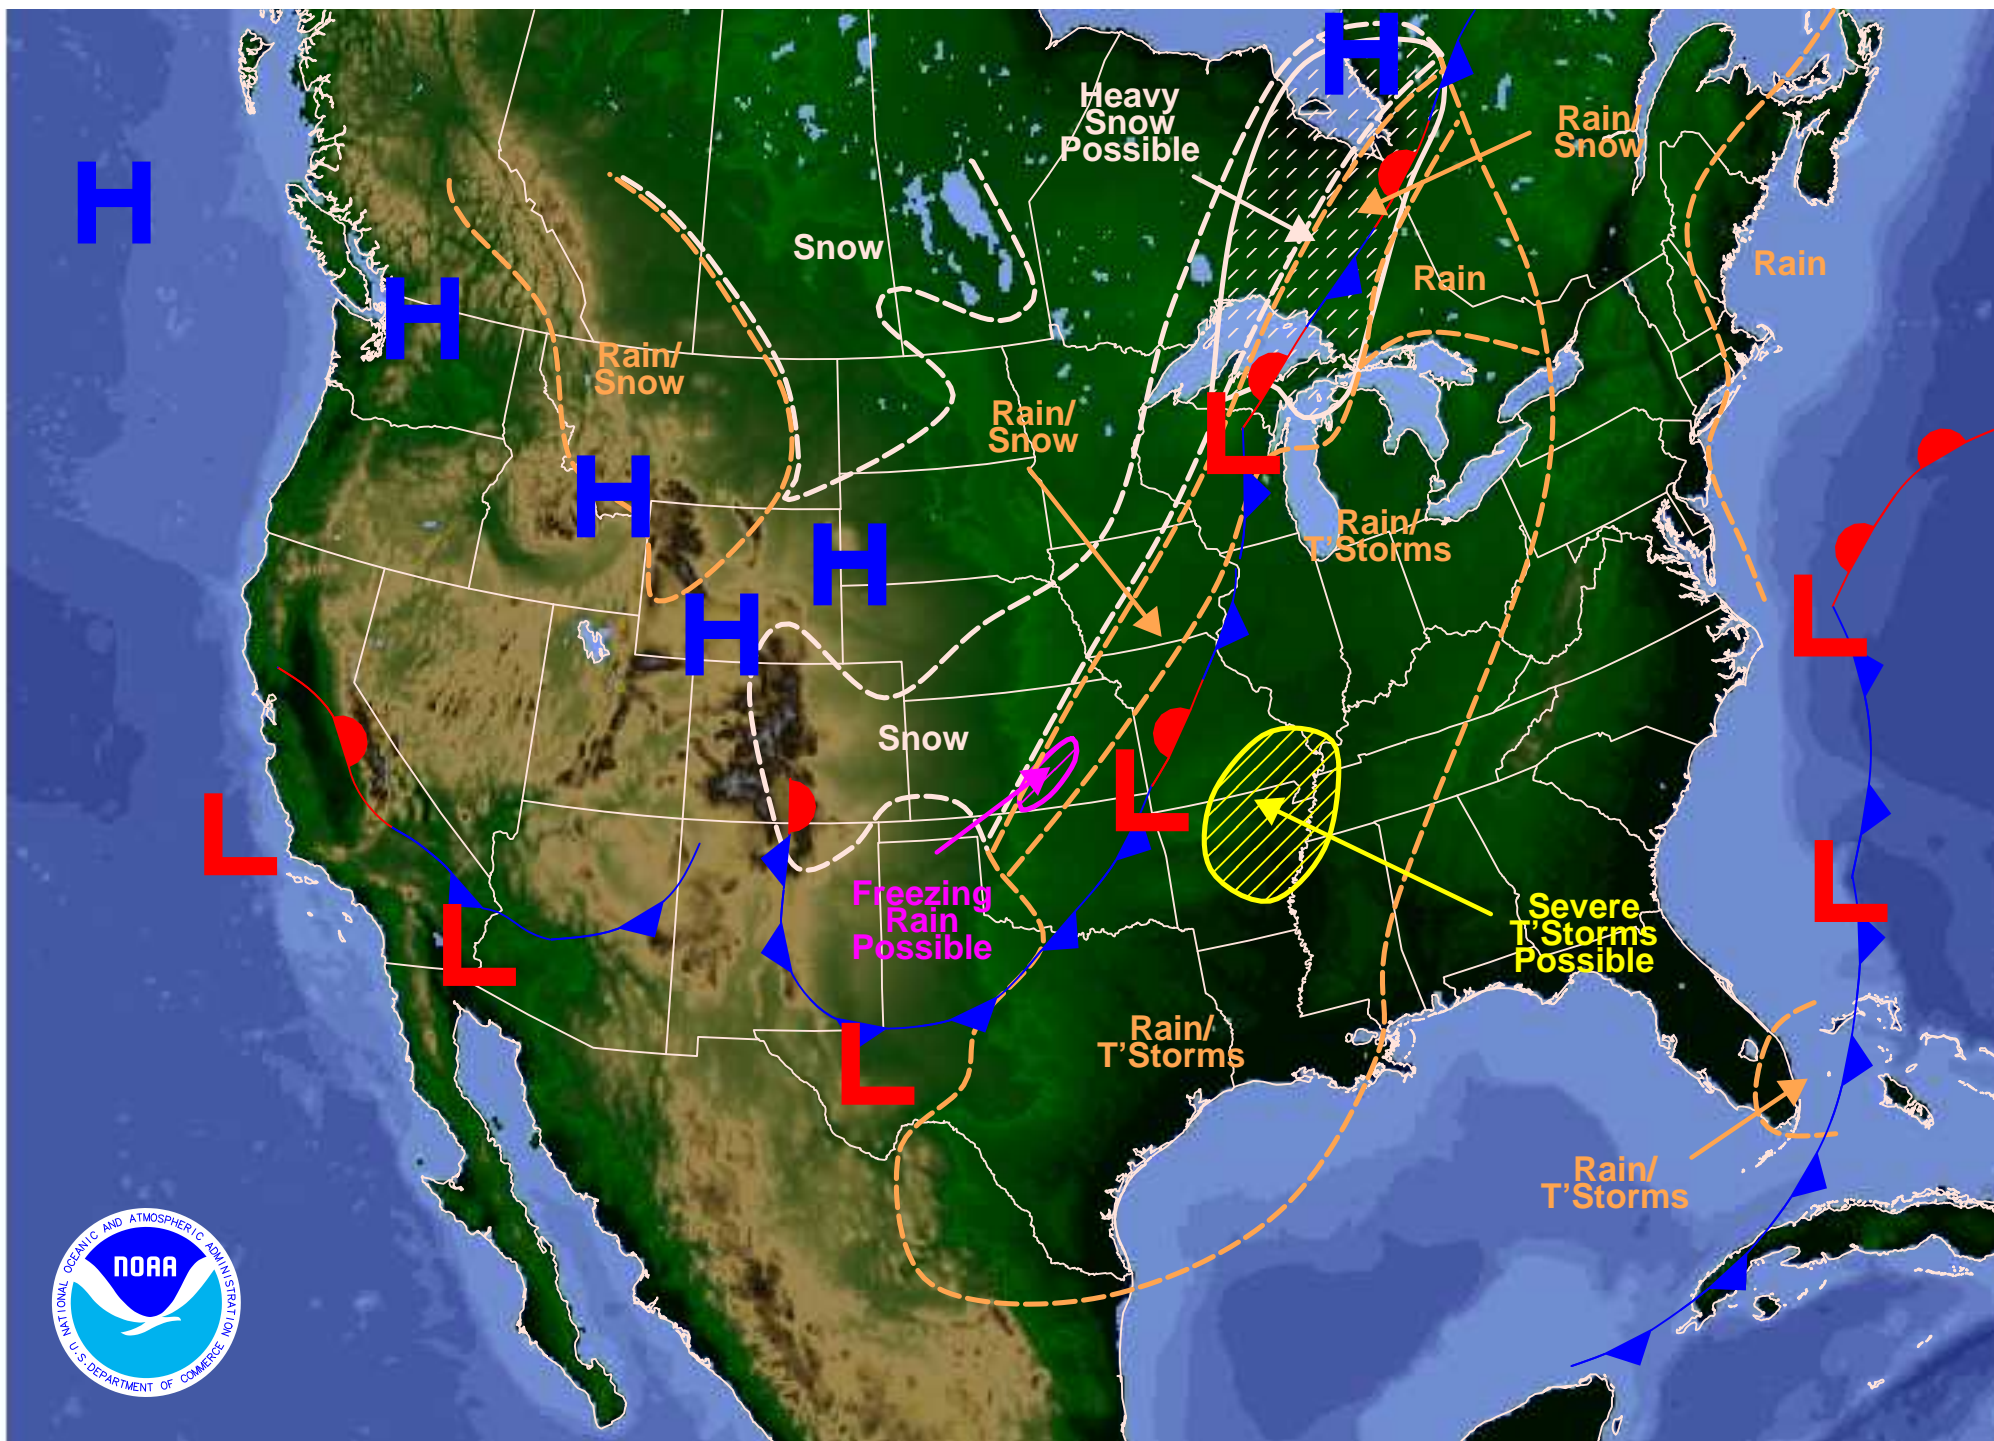 H
Heavy
Snow
Possible
Rain/
Snow
H
Snow
Rain
Rain
H
Rain/
Snow
Rain/
Snow
L
H
Rain/
T'Storms
H
L
H
Snow
L
L
L
Freezing
Rain
Possible
Severe
T'Storms
Possible
L
L
Rain/
T'Storms
L
Rain/
T'Storms
NATIONAL OCEANIC AND ATMOSPHERIC ADMINISTRATION
NOAA
U.S. DEPARTMENT OF COMMERCE